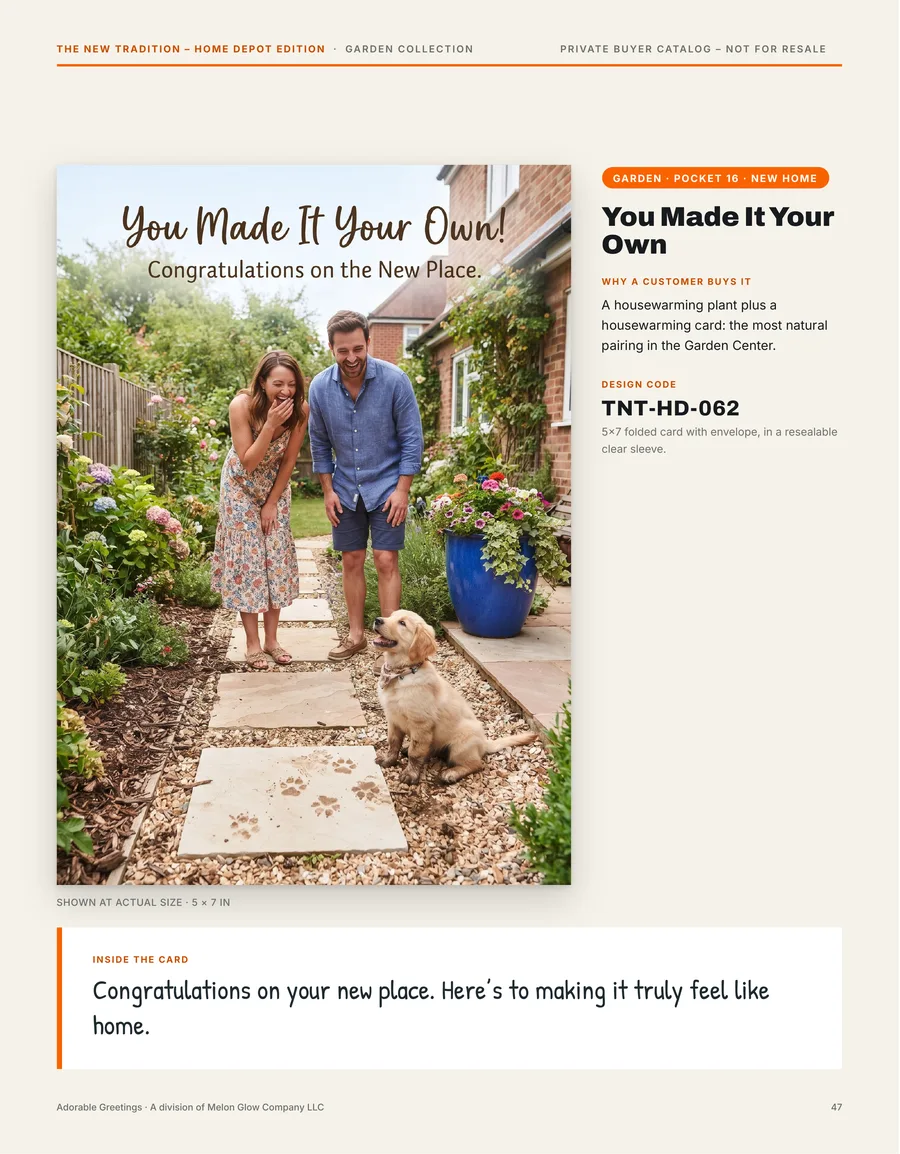 THE NEW TRADITION – HOME DEPOT EDITION · GARDEN COLLECTION
PRIVATE BUYER CATALOG – NOT FOR RESALE
You Made It Your Own!
Congratulations on the New Place.
GARDEN · POCKET 16 · NEW HOME
You Made It Your
Own
WHY A CUSTOMER BUYS IT
A housewarming plant plus a
housewarming card: the most natural
pairing in the Garden Center.
DESIGN CODE
TNT-HD-062
5×7 folded card with envelope, in a resealable
clear sleeve.
SHOWN AT ACTUAL SIZE · 5 × 7 IN
INSIDE THE CARD
Congratulations on your new place. Here's to making it truly feel like
home.
Adorable Greetings · A division of Melon Glow Company LLC
47